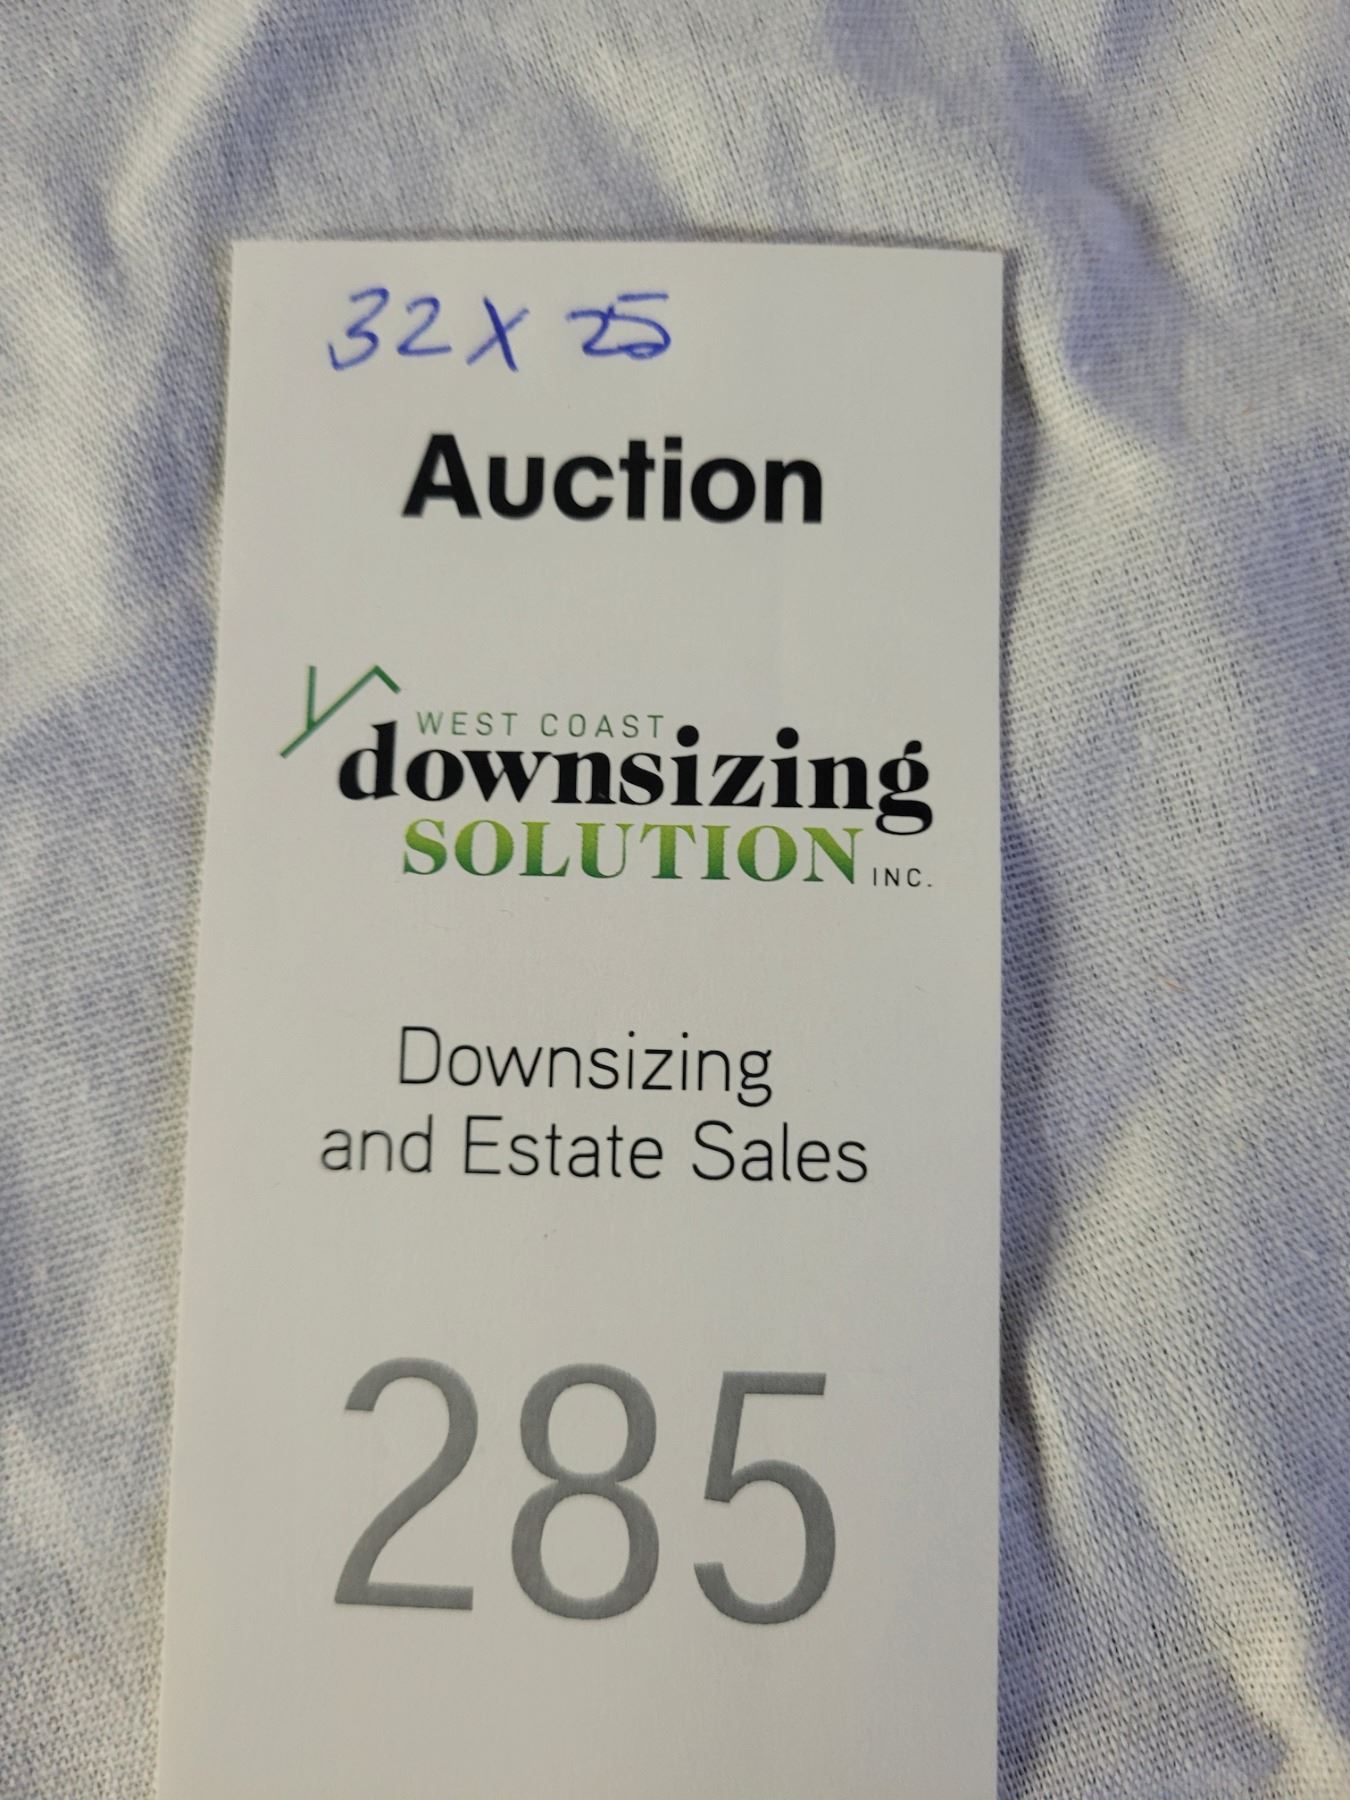 32 X 25
Auction
WEST COAST
downsizing
SOLUTION INC.
Downsizing
and Estate Sales
285